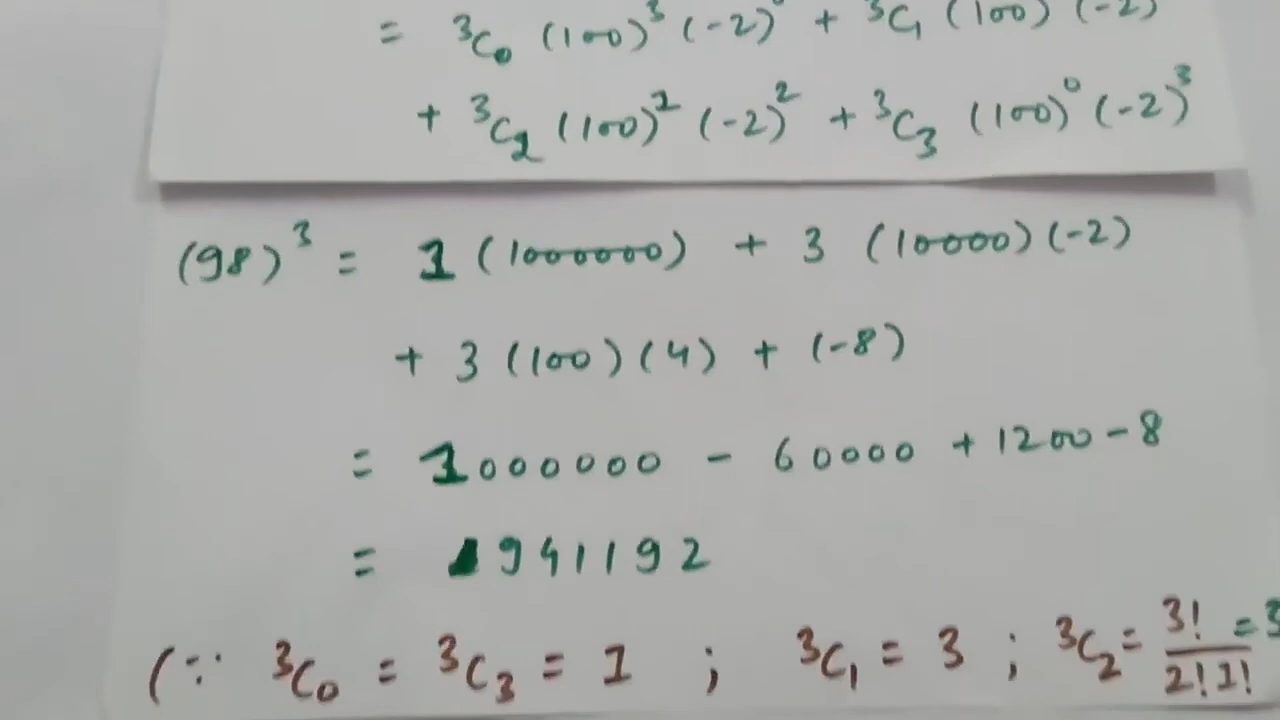 = ³C₀ (100)³ (-2)⁰ + ³C₁ (100) (-2)
+ ³C₂ (100)¹ (-2)² + ³C₃ (100)⁰ (-2)³
(98)³ = 1 (1000000) + 3 (10000) (-2)
+ 3 (100) (4) + (-8)
= 1000000 - 60000 + 1200 - 8
= 941192
(∵ ³C₀ = ³C₃ = 1 ; ³C₁ = 3 ; ³C₂ = 3!/2!1! = 3